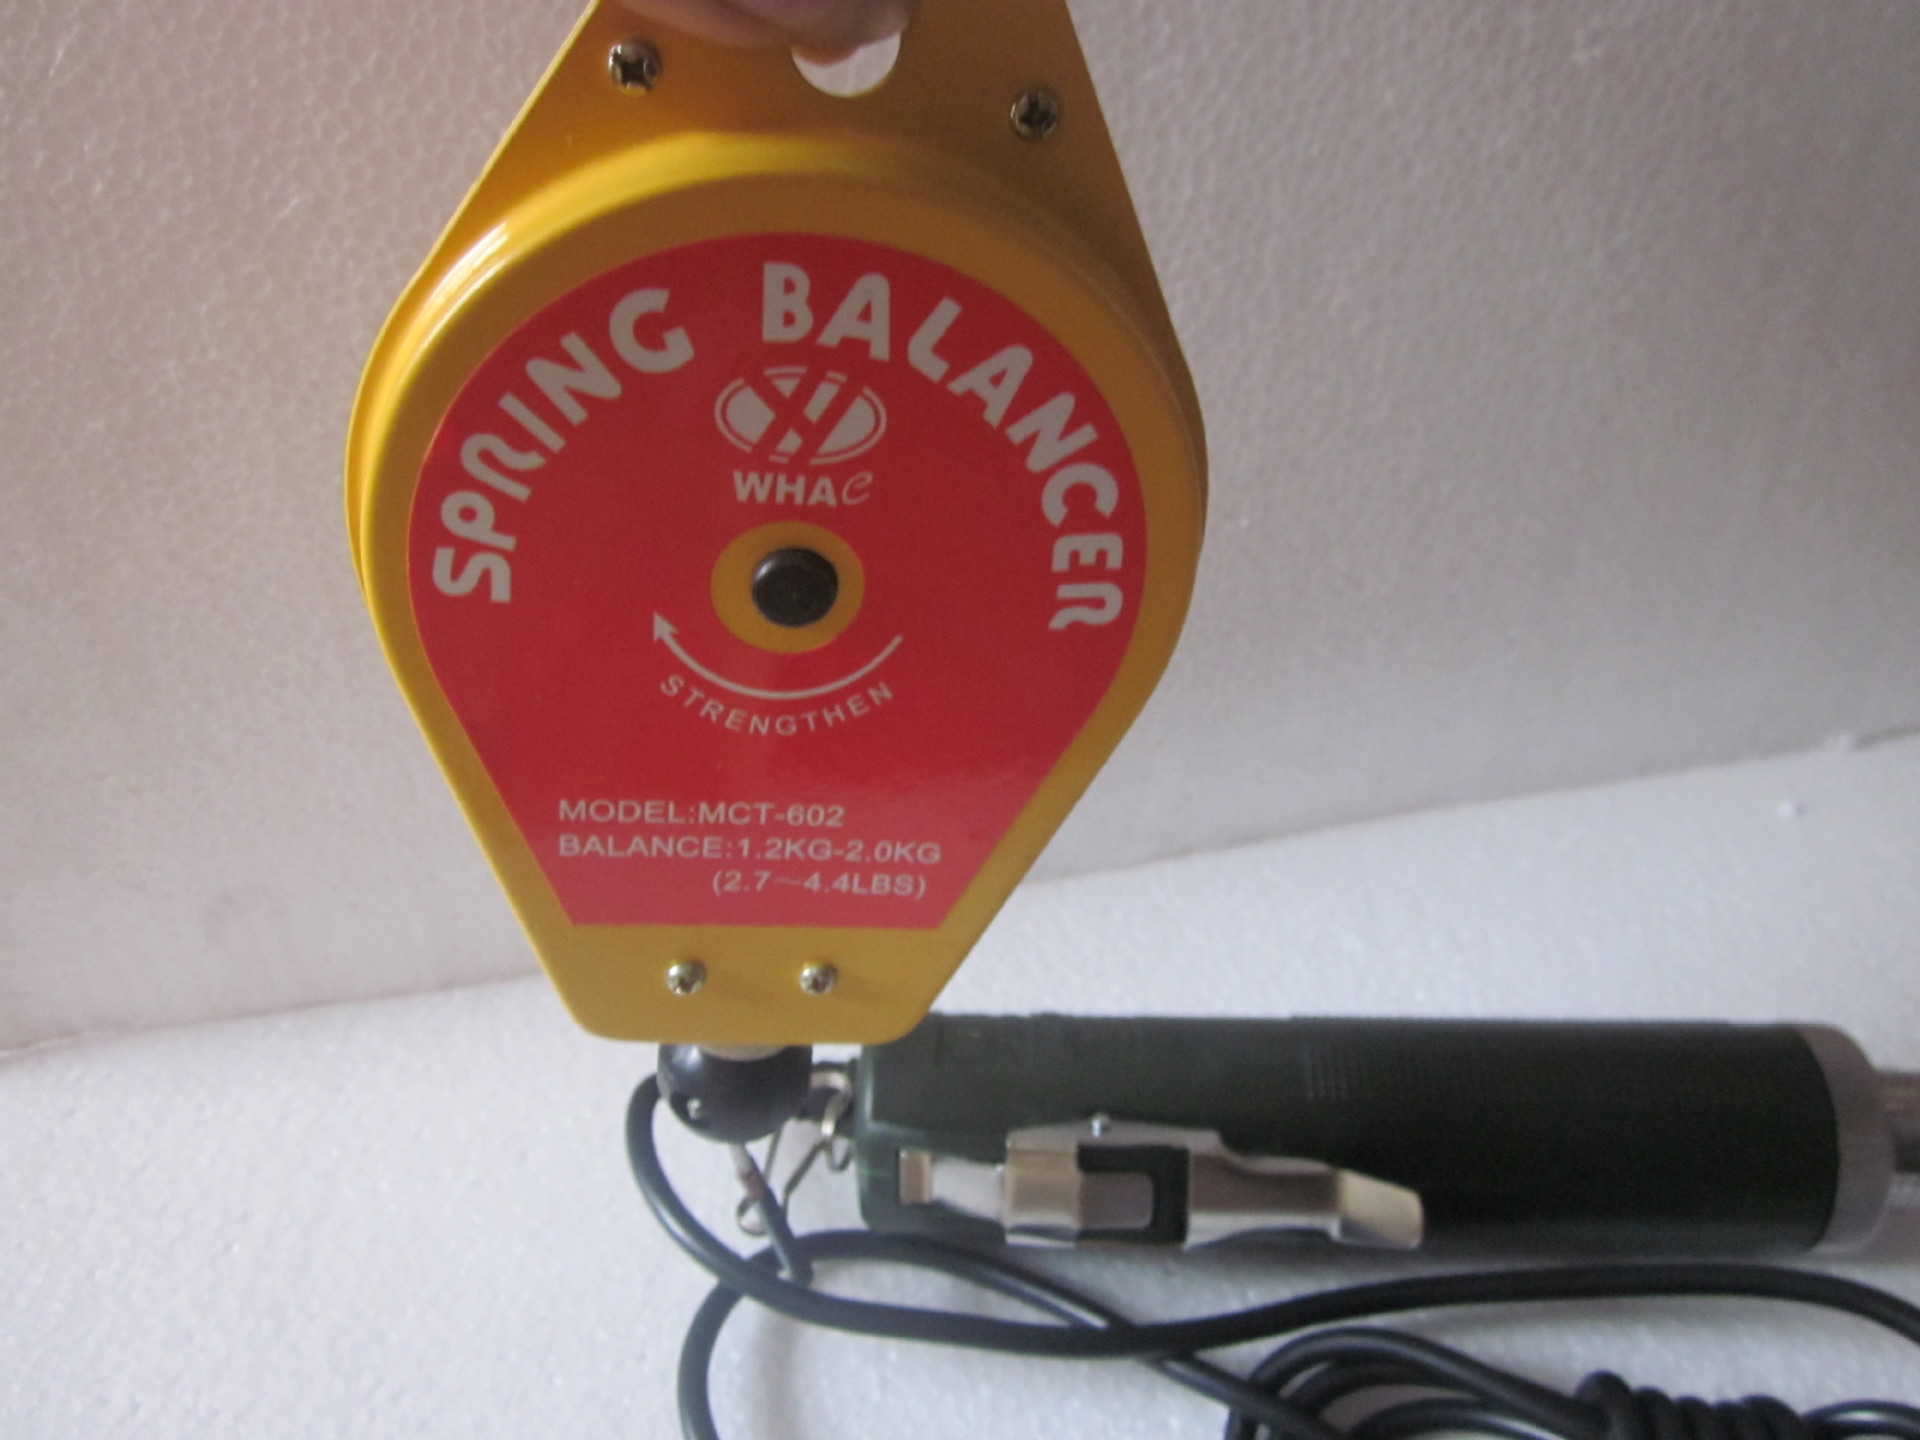 SPRING BALANCER
WHAC
STRENGTHEN
MODEL:MCT-602
BALANCE:1.2KG-2.0KG
(2.7~4.4LBS)